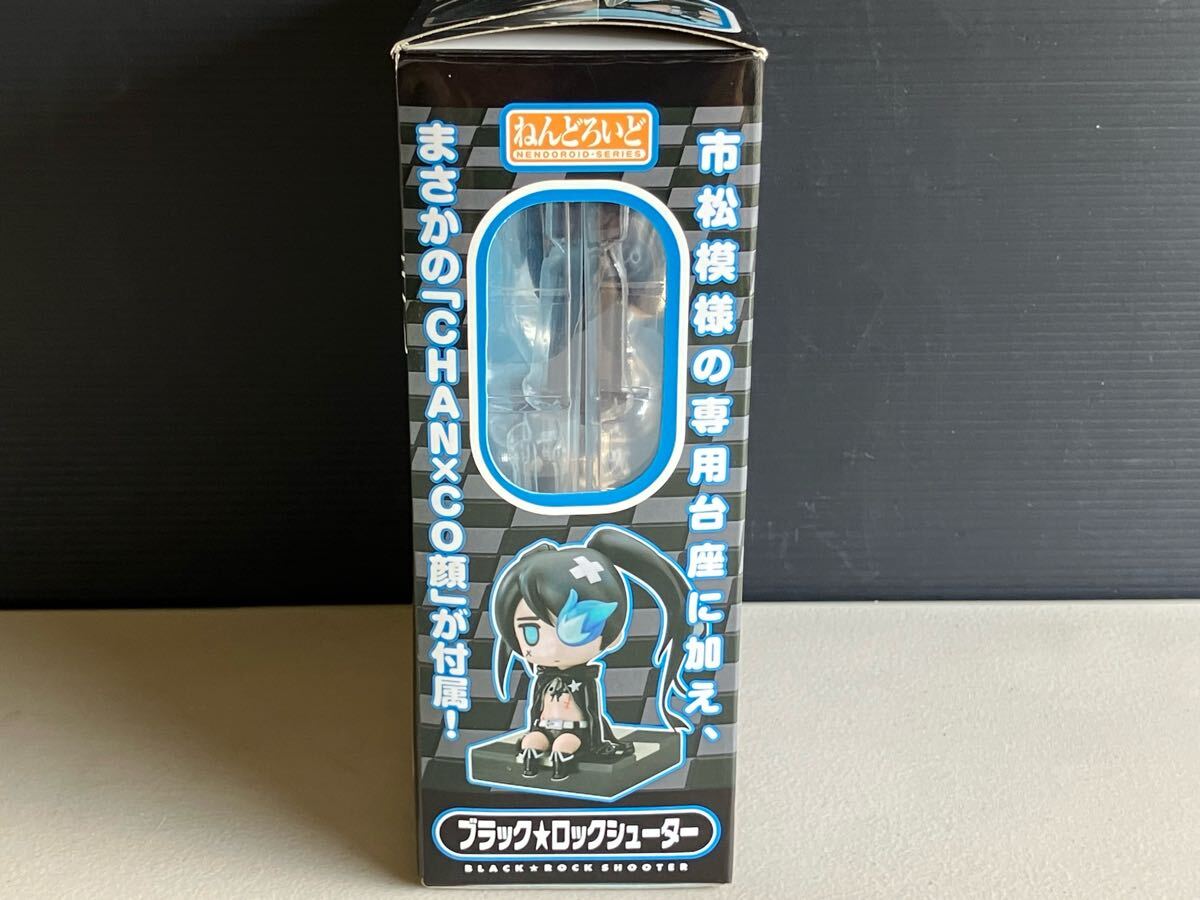 ねんどろいど
NENDOROID-SERIES
市松模様の専用台座に加え、
まさかの「CHAN×CO顔」が付属！
ブラック★ロックシューター
BLACK★ROCK SHOOTER